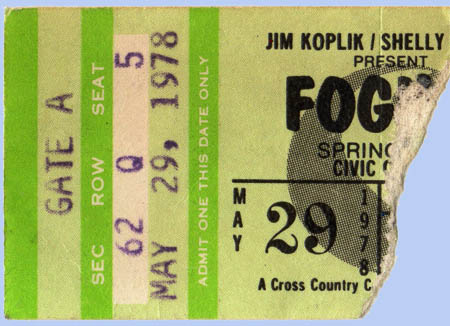 GATE A
SEC ROW SEAT
62 Q 5
MAY 29, 1978
ADMIT ONE THIS DATE ONLY
JIM KOPLIK / SHELLY
PRESENT
FOG
SPRING
CIVIC
MAY 29 1978
A Cross Country C